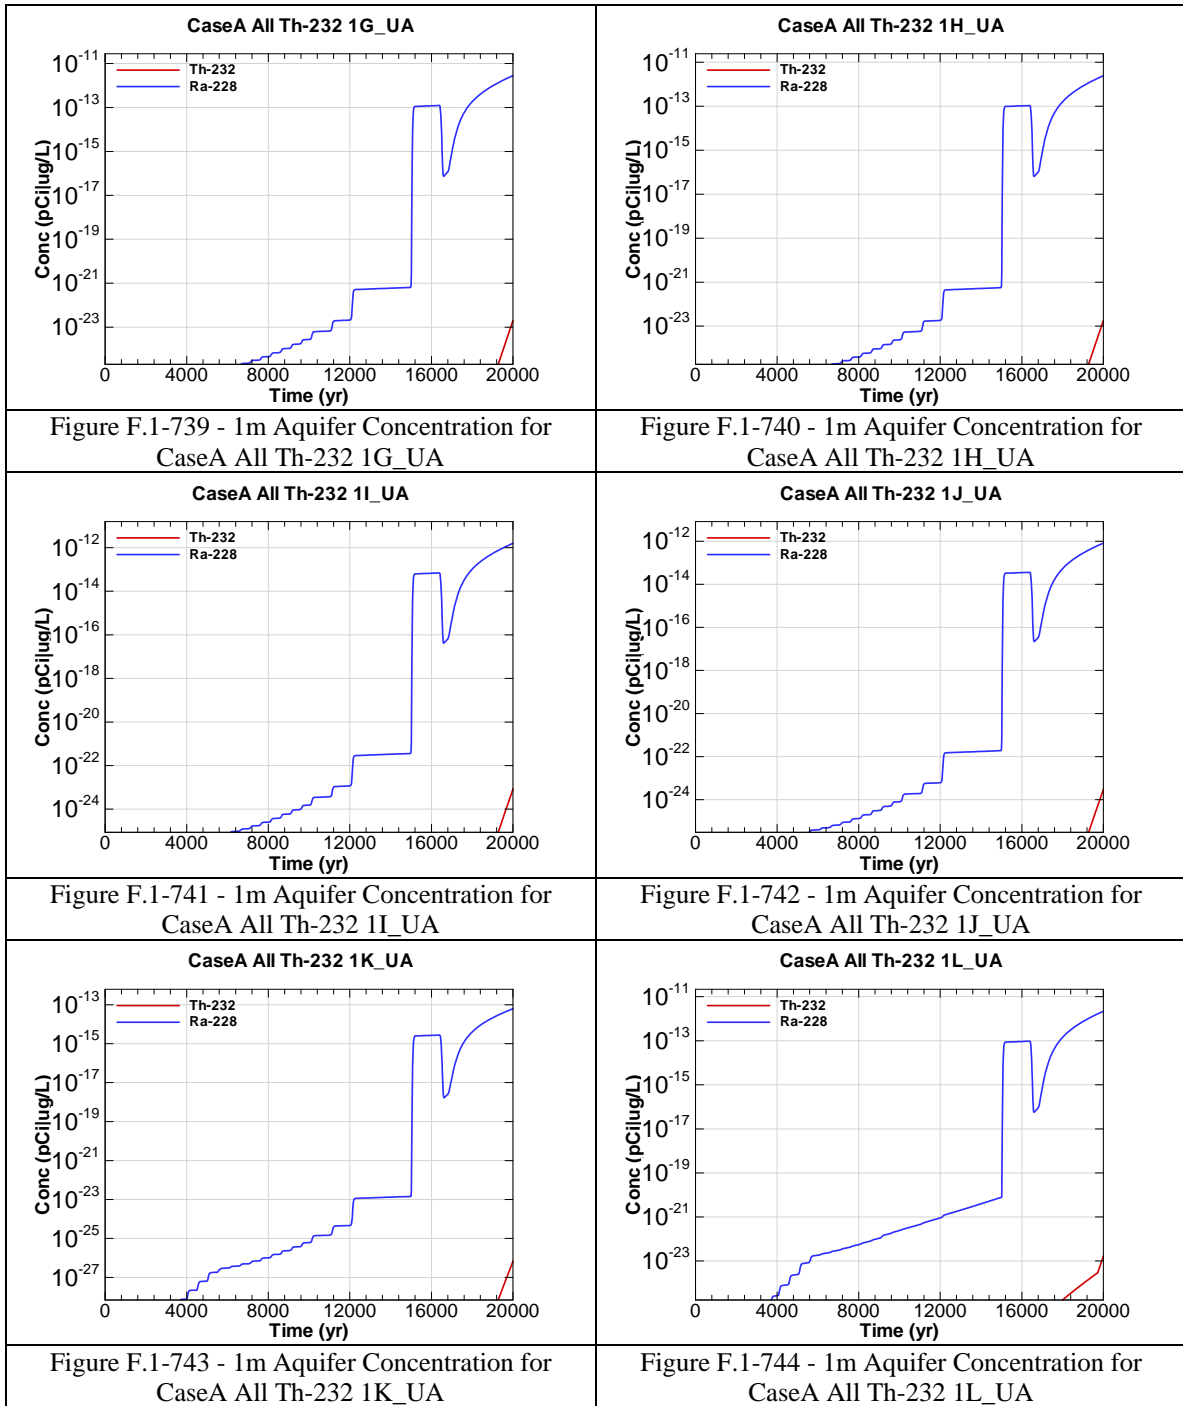 CaseA All Th-232 1G_UA
Th-232
Ra-228
Conc (pCi|ug/L)
10-11
10-13
10-15
10-17
10-19
10-21
10-23
0 4000 8000 12000 16000 20000
Time (yr)
Figure F.1-739 - 1m Aquifer Concentration for
CaseA All Th-232 1G_UA
CaseA All Th-232 1H_UA
Th-232
Ra-228
Conc (pCi|ug/L)
10-11
10-13
10-15
10-17
10-19
10-21
10-23
0 4000 8000 12000 16000 20000
Time (yr)
Figure F.1-740 - 1m Aquifer Concentration for
CaseA All Th-232 1H_UA
CaseA All Th-232 1I_UA
Th-232
Ra-228
Conc (pCi|ug/L)
10-12
10-14
10-16
10-18
10-20
10-22
10-24
0 4000 8000 12000 16000 20000
Time (yr)
Figure F.1-741 - 1m Aquifer Concentration for
CaseA All Th-232 1I_UA
CaseA All Th-232 1J_UA
Th-232
Ra-228
Conc (pCi|ug/L)
10-12
10-14
10-16
10-18
10-20
10-22
10-24
0 4000 8000 12000 16000 20000
Time (yr)
Figure F.1-742 - 1m Aquifer Concentration for
CaseA All Th-232 1J_UA
CaseA All Th-232 1K_UA
Th-232
Ra-228
Conc (pCi|ug/L)
10-13
10-15
10-17
10-19
10-21
10-23
10-25
10-27
0 4000 8000 12000 16000 20000
Time (yr)
Figure F.1-743 - 1m Aquifer Concentration for
CaseA All Th-232 1K_UA
CaseA All Th-232 1L_UA
Th-232
Ra-228
Conc (pCi|ug/L)
10-11
10-13
10-15
10-17
10-19
10-21
10-23
0 4000 8000 12000 16000 20000
Time (yr)
Figure F.1-744 - 1m Aquifer Concentration for
CaseA All Th-232 1L_UA